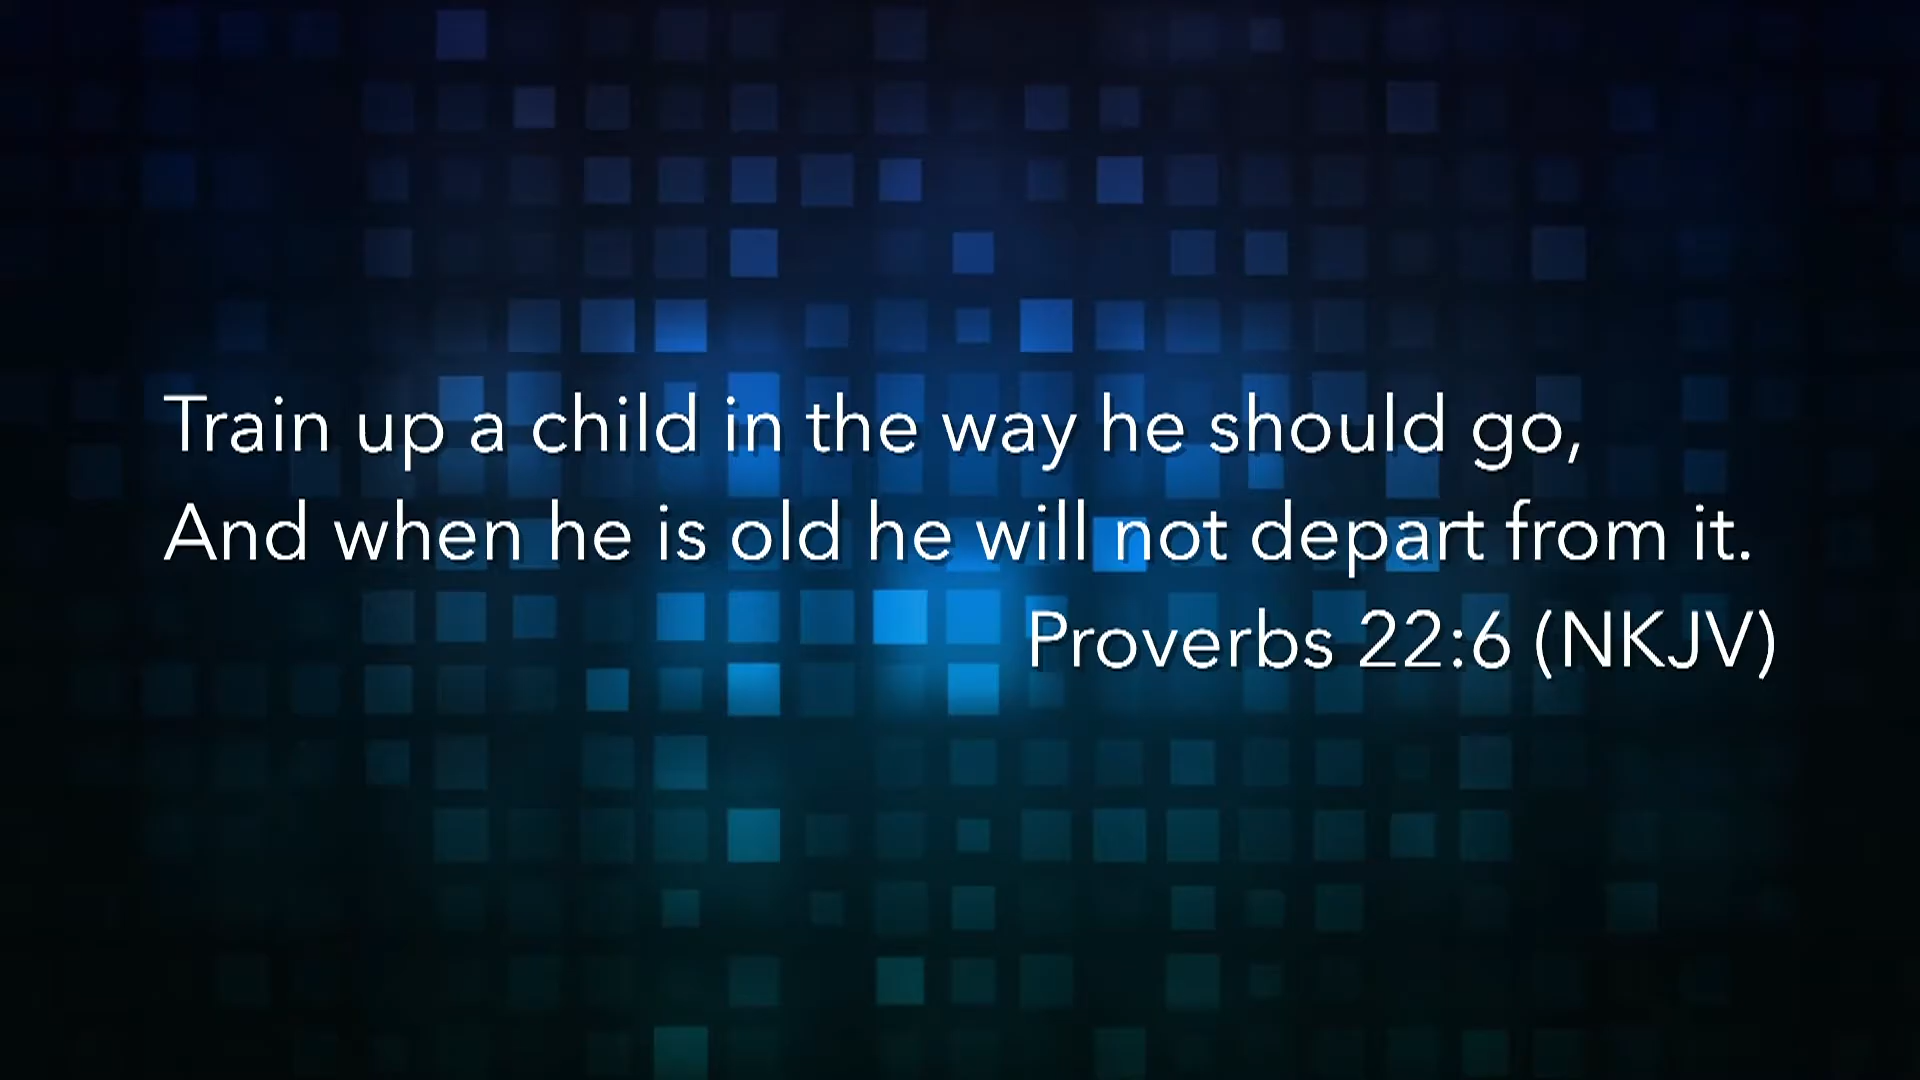 Train up a child in the way he should go,
And when he is old he will not depart from it.
Proverbs 22:6 (NKJV)